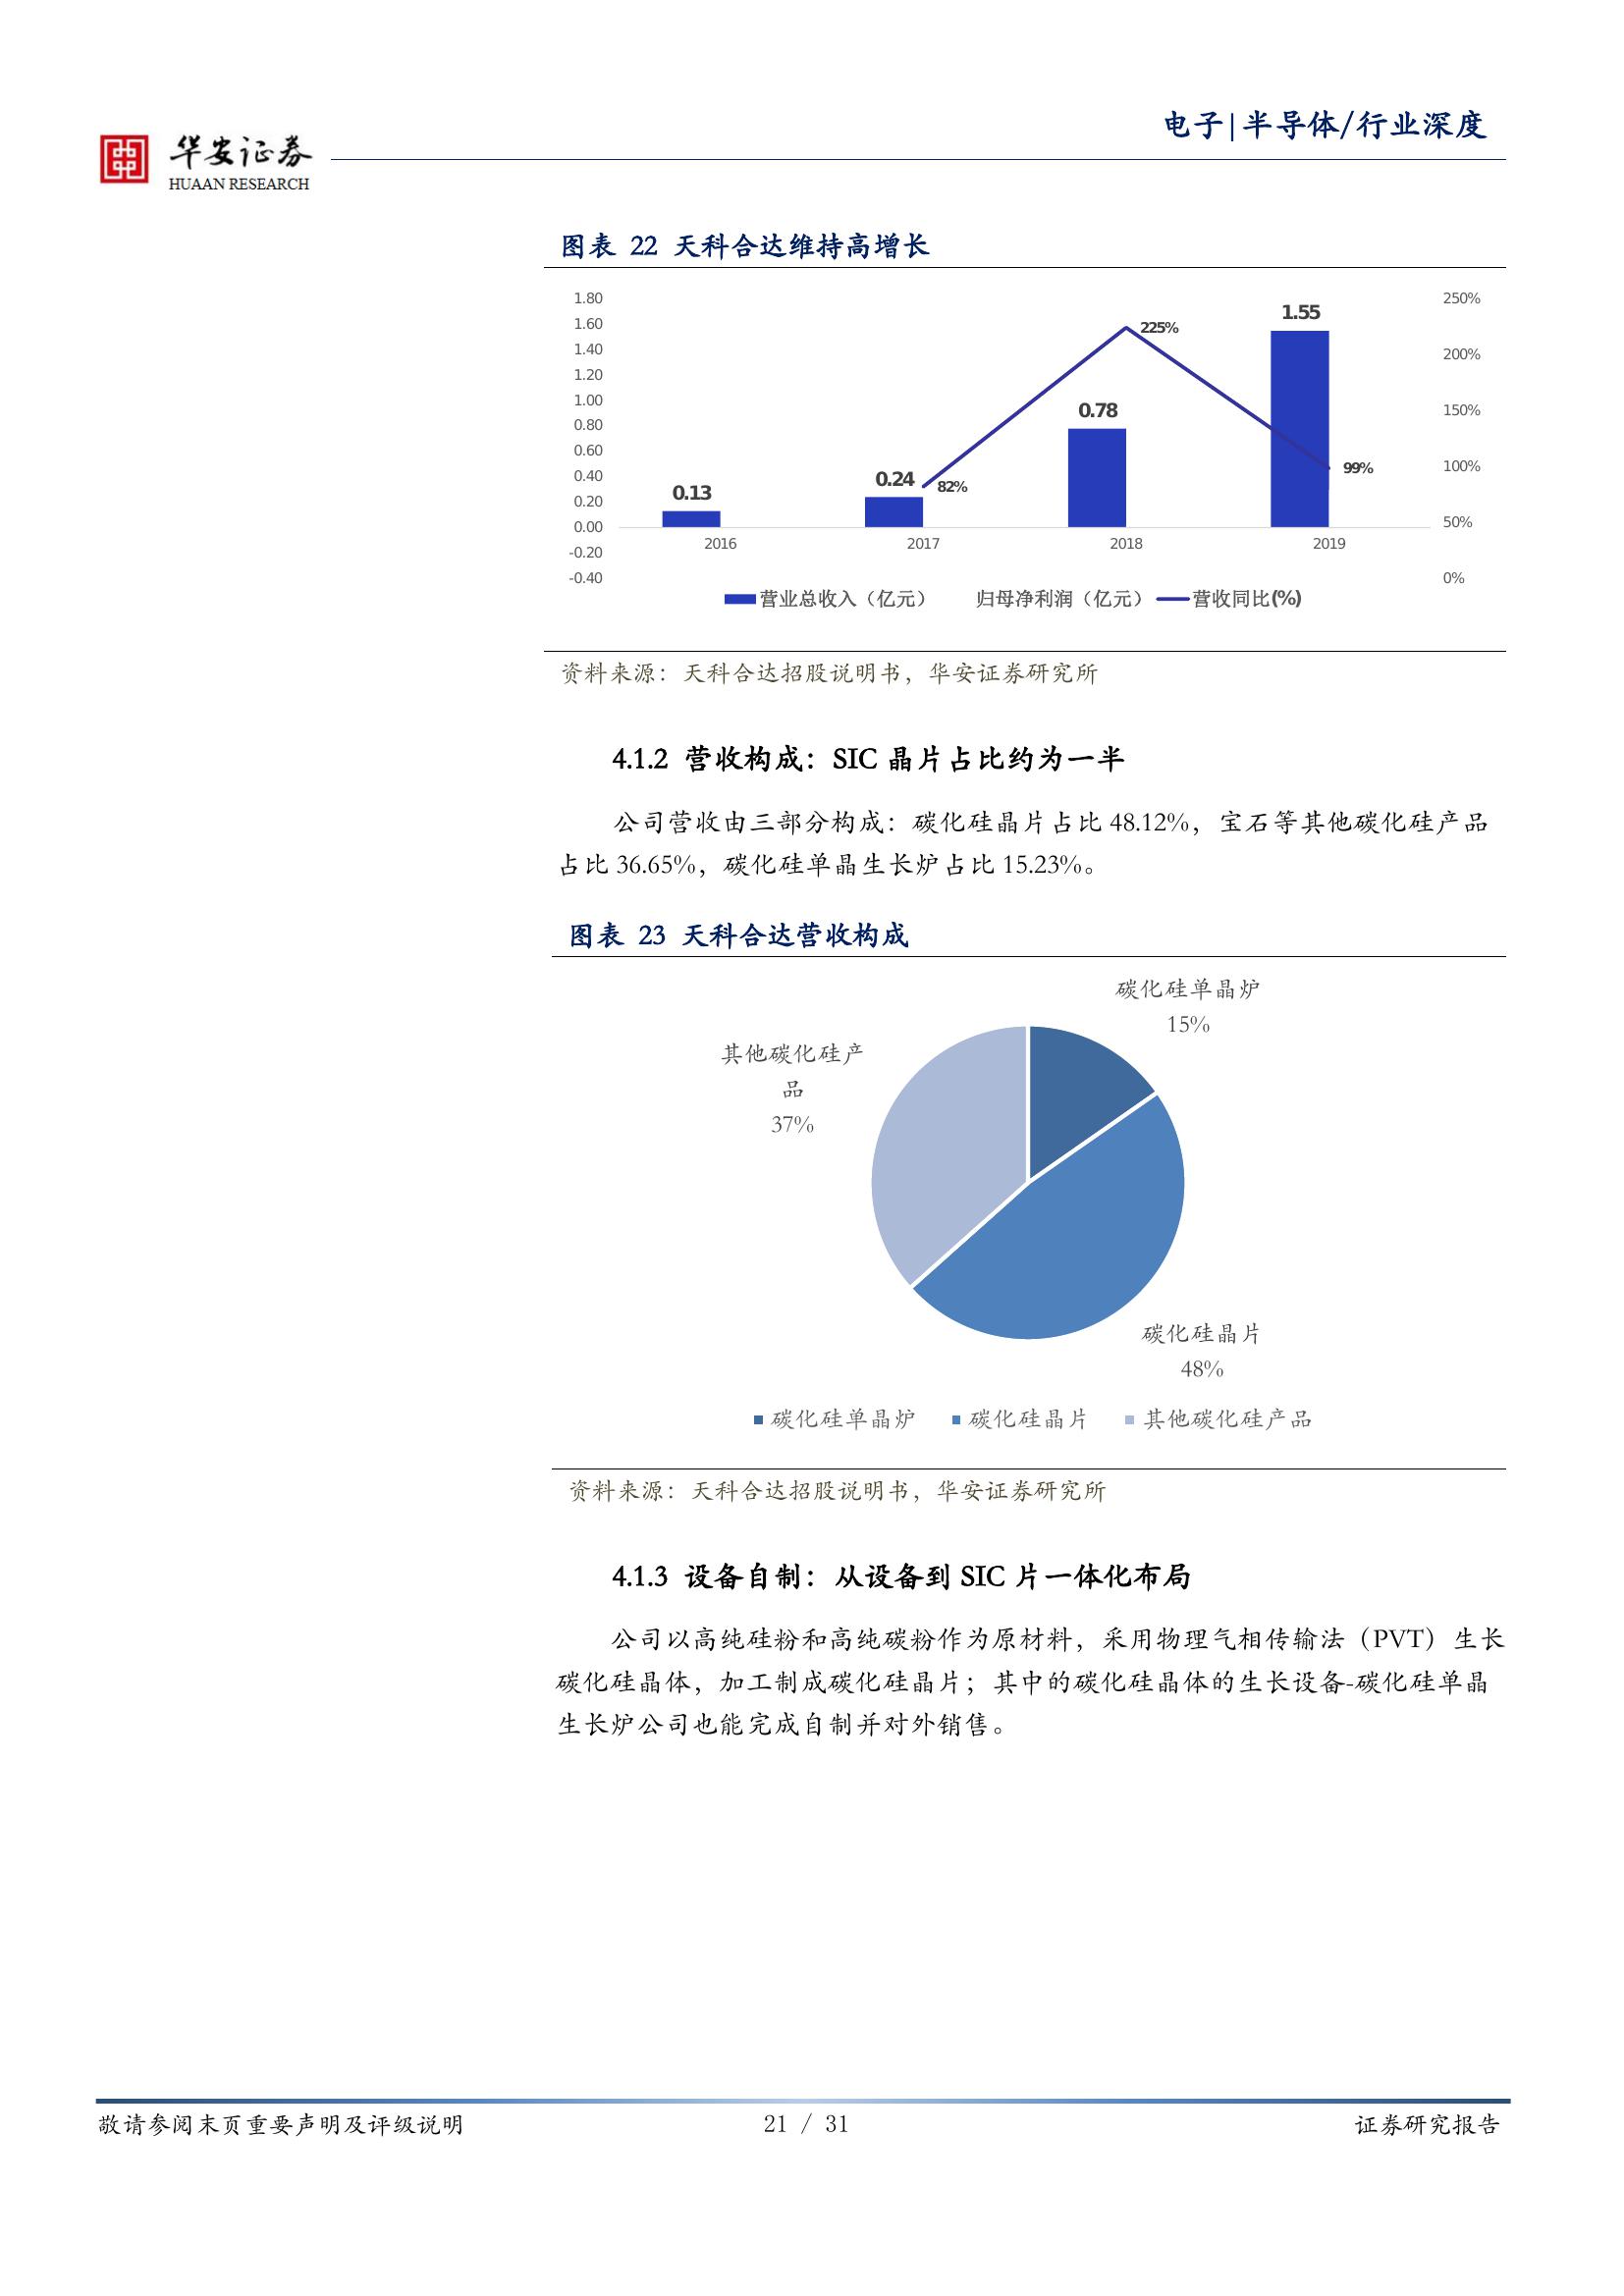 华安证券
HUAAN RESEARCH
电子|半导体/行业深度
图表 22 天科合达维持高增长
1.80
1.60
1.40
1.20
1.00
0.80
0.60
0.40
0.20
0.00
-0.20
-0.40
250%
200%
150%
100%
50%
0%
0.13
0.24
0.78
1.55
82%
225%
99%
2016 2017 2018 2019
营业总收入（亿元） 归母净利润（亿元） 营收同比(%)
资料来源：天科合达招股说明书，华安证券研究所
4.1.2 营收构成：SIC 晶片占比约为一半
公司营收由三部分构成：碳化硅晶片占比 48.12%，宝石等其他碳化硅产品
占比 36.65%，碳化硅单晶生长炉占比 15.23%。
图表 23 天科合达营收构成
碳化硅单晶炉
15%
其他碳化硅产
品
37%
碳化硅晶片
48%
碳化硅单晶炉 碳化硅晶片 其他碳化硅产品
资料来源：天科合达招股说明书，华安证券研究所
4.1.3 设备自制：从设备到 SIC 片一体化布局
公司以高纯硅粉和高纯碳粉作为原材料，采用物理气相传输法（PVT）生长
碳化硅晶体，加工制成碳化硅晶片；其中的碳化硅晶体的生长设备-碳化硅单晶
生长炉公司也能完成自制并对外销售。
敬请参阅末页重要声明及评级说明 21 / 31 证券研究报告